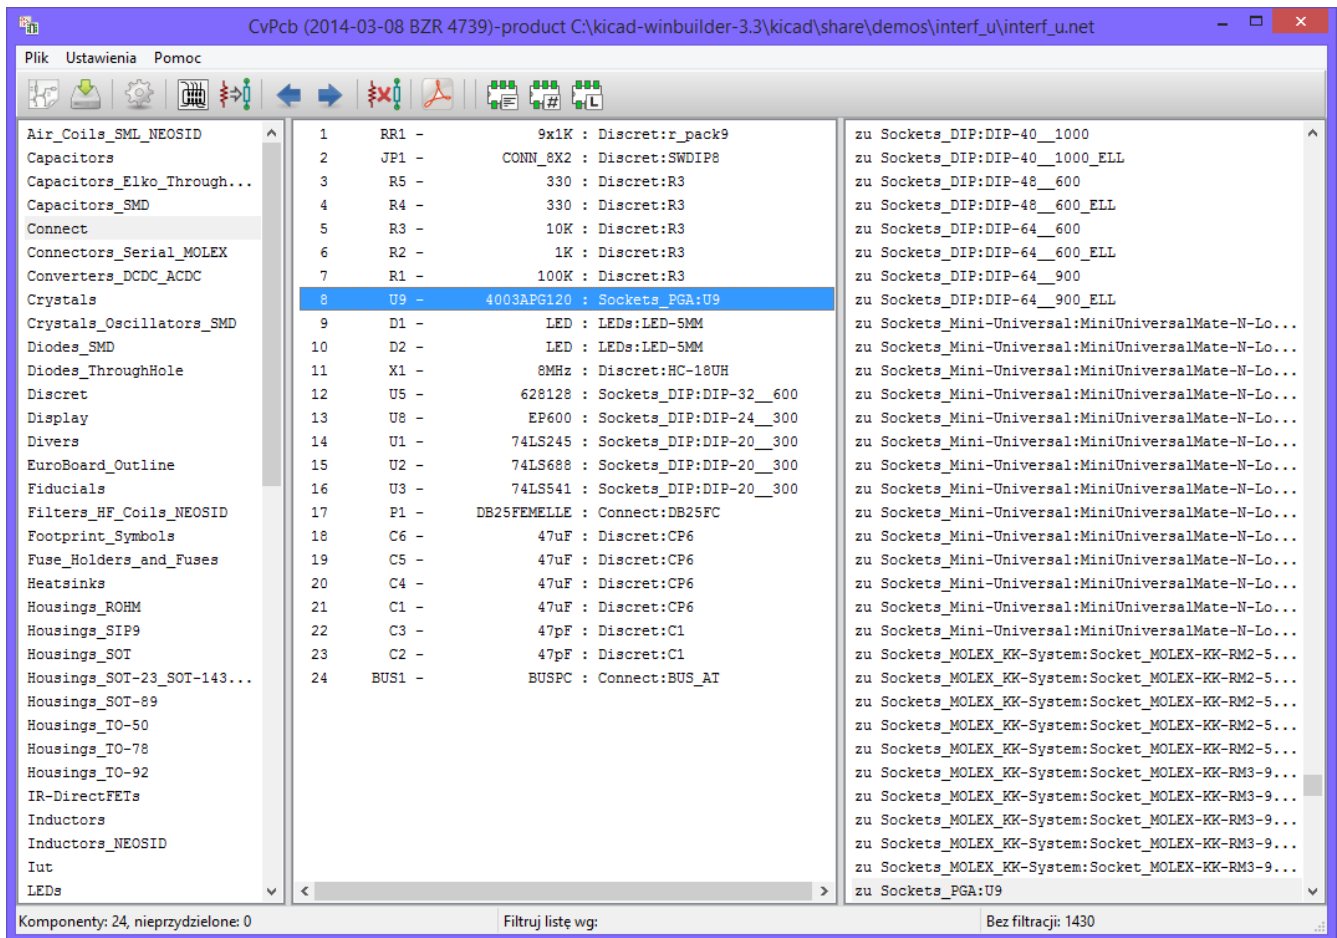 CvPcb (2014-03-08 BZR 4739)-product C:\kicad-winbuilder-3.3\kicad\share\demos\interf_u\interf_u.net
Plik Ustawienia Pomoc
Air_Coils_SML_NEOSID
Capacitors
Capacitors_Elko_Through...
Capacitors_SMD
Connect
Connectors_Serial_MOLEX
Converters_DCDC_ACDC
Crystals
Crystals_Oscillators_SMD
Diodes_SMD
Diodes_ThroughHole
Discret
Display
Divers
EuroBoard_Outline
Fiducials
Filters_HF_Coils_NEOSID
Footprint_Symbols
Fuse_Holders_and_Fuses
Heatsinks
Housings_ROHM
Housings_SIP9
Housings_SOT
Housings_SOT-23_SOT-143...
Housings_SOT-89
Housings_TO-50
Housings_TO-78
Housings_TO-92
IR-DirectFETs
Inductors
Inductors_NEOSID
Iut
LEDs
1 RR1 - 9x1K : Discret:r_pack9
2 JP1 - CONN_8X2 : Discret:SWDIP8
3 R5 - 330 : Discret:R3
4 R4 - 330 : Discret:R3
5 R3 - 10K : Discret:R3
6 R2 - 1K : Discret:R3
7 R1 - 100K : Discret:R3
8 U9 - 4003APG120 : Sockets_PGA:U9
9 D1 - LED : LEDs:LED-5MM
10 D2 - LED : LEDs:LED-5MM
11 X1 - 8MHz : Discret:HC-18UH
12 U5 - 628128 : Sockets_DIP:DIP-32__600
13 U8 - EP600 : Sockets_DIP:DIP-24__300
14 U1 - 74LS245 : Sockets_DIP:DIP-20__300
15 U2 - 74LS688 : Sockets_DIP:DIP-20__300
16 U3 - 74LS541 : Sockets_DIP:DIP-20__300
17 P1 - DB25FEMELLE : Connect:DB25FC
18 C6 - 47uF : Discret:CP6
19 C5 - 47uF : Discret:CP6
20 C4 - 47uF : Discret:CP6
21 C1 - 47uF : Discret:CP6
22 C3 - 47pF : Discret:C1
23 C2 - 47pF : Discret:C1
24 BUS1 - BUSPC : Connect:BUS_AT
zu Sockets_DIP:DIP-40__1000
zu Sockets_DIP:DIP-40__1000_ELL
zu Sockets_DIP:DIP-48__600
zu Sockets_DIP:DIP-48__600_ELL
zu Sockets_DIP:DIP-64__600
zu Sockets_DIP:DIP-64__600_ELL
zu Sockets_DIP:DIP-64__900
zu Sockets_DIP:DIP-64__900_ELL
zu Sockets_Mini-Universal:MiniUniversalMate-N-Lo...
zu Sockets_Mini-Universal:MiniUniversalMate-N-Lo...
zu Sockets_Mini-Universal:MiniUniversalMate-N-Lo...
zu Sockets_Mini-Universal:MiniUniversalMate-N-Lo...
zu Sockets_Mini-Universal:MiniUniversalMate-N-Lo...
zu Sockets_Mini-Universal:MiniUniversalMate-N-Lo...
zu Sockets_Mini-Universal:MiniUniversalMate-N-Lo...
zu Sockets_Mini-Universal:MiniUniversalMate-N-Lo...
zu Sockets_Mini-Universal:MiniUniversalMate-N-Lo...
zu Sockets_Mini-Universal:MiniUniversalMate-N-Lo...
zu Sockets_Mini-Universal:MiniUniversalMate-N-Lo...
zu Sockets_Mini-Universal:MiniUniversalMate-N-Lo...
zu Sockets_Mini-Universal:MiniUniversalMate-N-Lo...
zu Sockets_Mini-Universal:MiniUniversalMate-N-Lo...
zu Sockets_MOLEX_KK-System:Socket_MOLEX-KK-RM2-5...
zu Sockets_MOLEX_KK-System:Socket_MOLEX-KK-RM2-5...
zu Sockets_MOLEX_KK-System:Socket_MOLEX-KK-RM2-5...
zu Sockets_MOLEX_KK-System:Socket_MOLEX-KK-RM2-5...
zu Sockets_MOLEX_KK-System:Socket_MOLEX-KK-RM2-5...
zu Sockets_MOLEX_KK-System:Socket_MOLEX-KK-RM3-9...
zu Sockets_MOLEX_KK-System:Socket_MOLEX-KK-RM3-9...
zu Sockets_MOLEX_KK-System:Socket_MOLEX-KK-RM3-9...
zu Sockets_MOLEX_KK-System:Socket_MOLEX-KK-RM3-9...
zu Sockets_MOLEX_KK-System:Socket_MOLEX-KK-RM3-9...
zu Sockets_PGA:U9
Komponenty: 24, nieprzydzielone: 0
Filtruj listę wg:
Bez filtracji: 1430